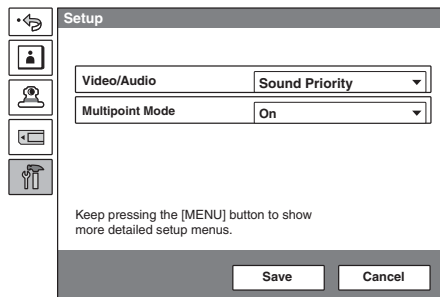 Setup
Video/Audio
Sound Priority
Multipoint Mode
On
Keep pressing the [MENU] button to show
more detailed setup menus.
Save
Cancel